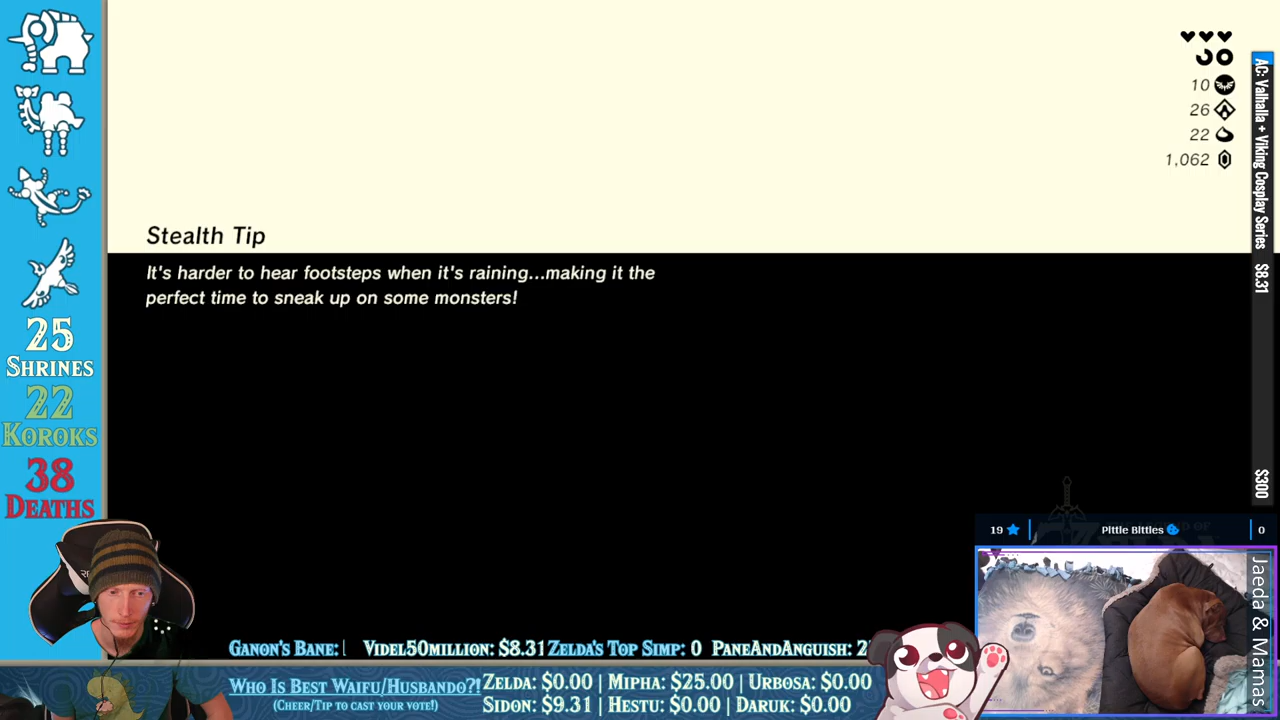 10
26
22
1,062
AC: Valhalla + Viking Cosplay Series $8.31
$300
Stealth Tip
It's harder to hear footsteps when it's raining...making it the
perfect time to sneak up on some monsters!
25
Shrines
22
Koroks
38
Deaths
19
Pittie Bitties
0
Jaeda & Mamas
Ganon's Bane: Videl50million: $8.31 Zelda's Top Simp: 0 PaneAndAnguish: 2
Who Is Best Waifu/Husbando?!
(Cheer/Tip to cast your vote!)
Zelda: $0.00 | Mipha: $25.00 | Urbosa: $0.00
Sidon: $9.31 | Hestu: $0.00 | Daruk: $0.00